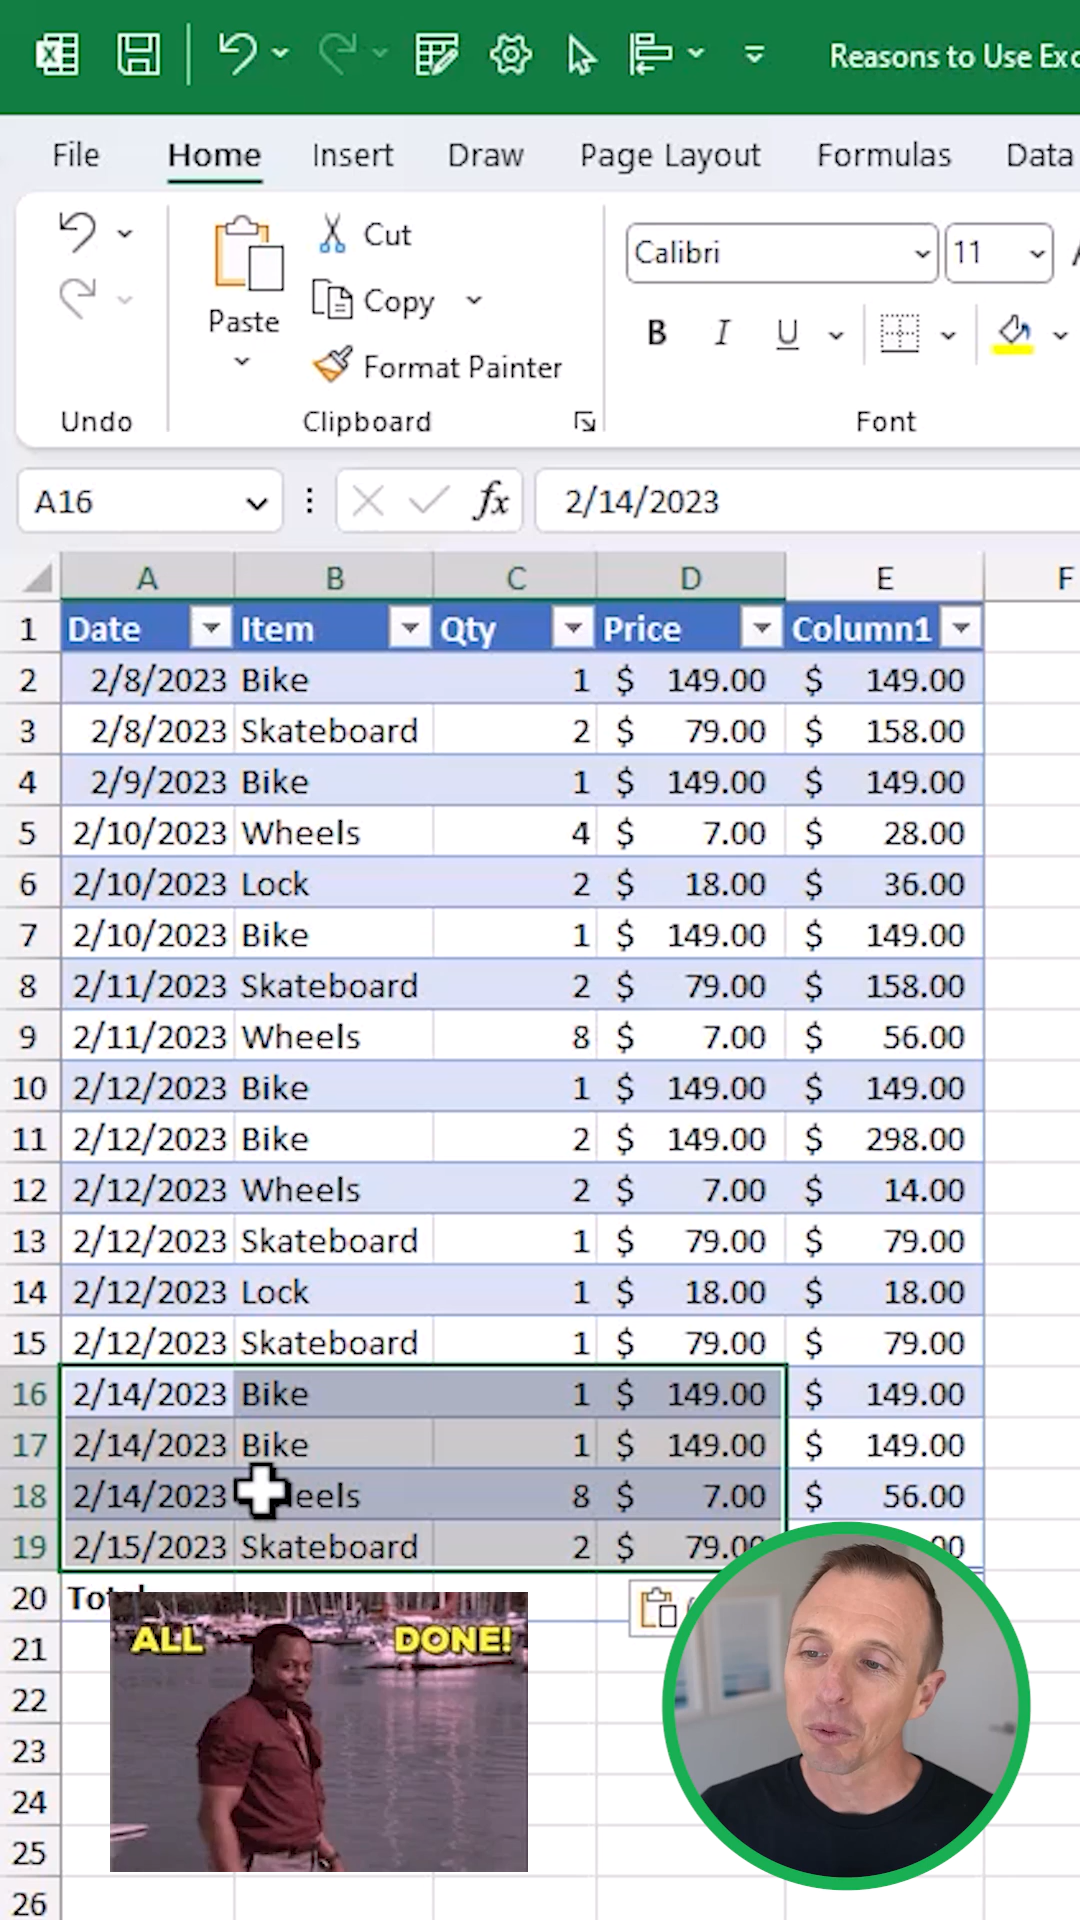 Reasons to Use Exc
File Home Insert Draw Page Layout Formulas Data
Cut
Calibri 11
Copy
Paste
B I U
Format Painter
Undo Clipboard Font
A16 fx 2/14/2023
A B C D E F
1 Date Item Qty Price Column1
2 2/8/2023 Bike 1 $ 149.00 $ 149.00
3 2/8/2023 Skateboard 2 $ 79.00 $ 158.00
4 2/9/2023 Bike 1 $ 149.00 $ 149.00
5 2/10/2023 Wheels 4 $ 7.00 $ 28.00
6 2/10/2023 Lock 2 $ 18.00 $ 36.00
7 2/10/2023 Bike 1 $ 149.00 $ 149.00
8 2/11/2023 Skateboard 2 $ 79.00 $ 158.00
9 2/11/2023 Wheels 8 $ 7.00 $ 56.00
10 2/12/2023 Bike 1 $ 149.00 $ 149.00
11 2/12/2023 Bike 2 $ 149.00 $ 298.00
12 2/12/2023 Wheels 2 $ 7.00 $ 14.00
13 2/12/2023 Skateboard 1 $ 79.00 $ 79.00
14 2/12/2023 Lock 1 $ 18.00 $ 18.00
15 2/12/2023 Skateboard 1 $ 79.00 $ 79.00
16 2/14/2023 Bike 1 $ 149.00 $ 149.00
17 2/14/2023 Bike 1 $ 149.00 $ 149.00
18 2/14/2023 eels 8 $ 7.00 $ 56.00
19 2/15/2023 Skateboard 2 $ 79.00
20
21
22
23
24
25
26
ALL DONE!